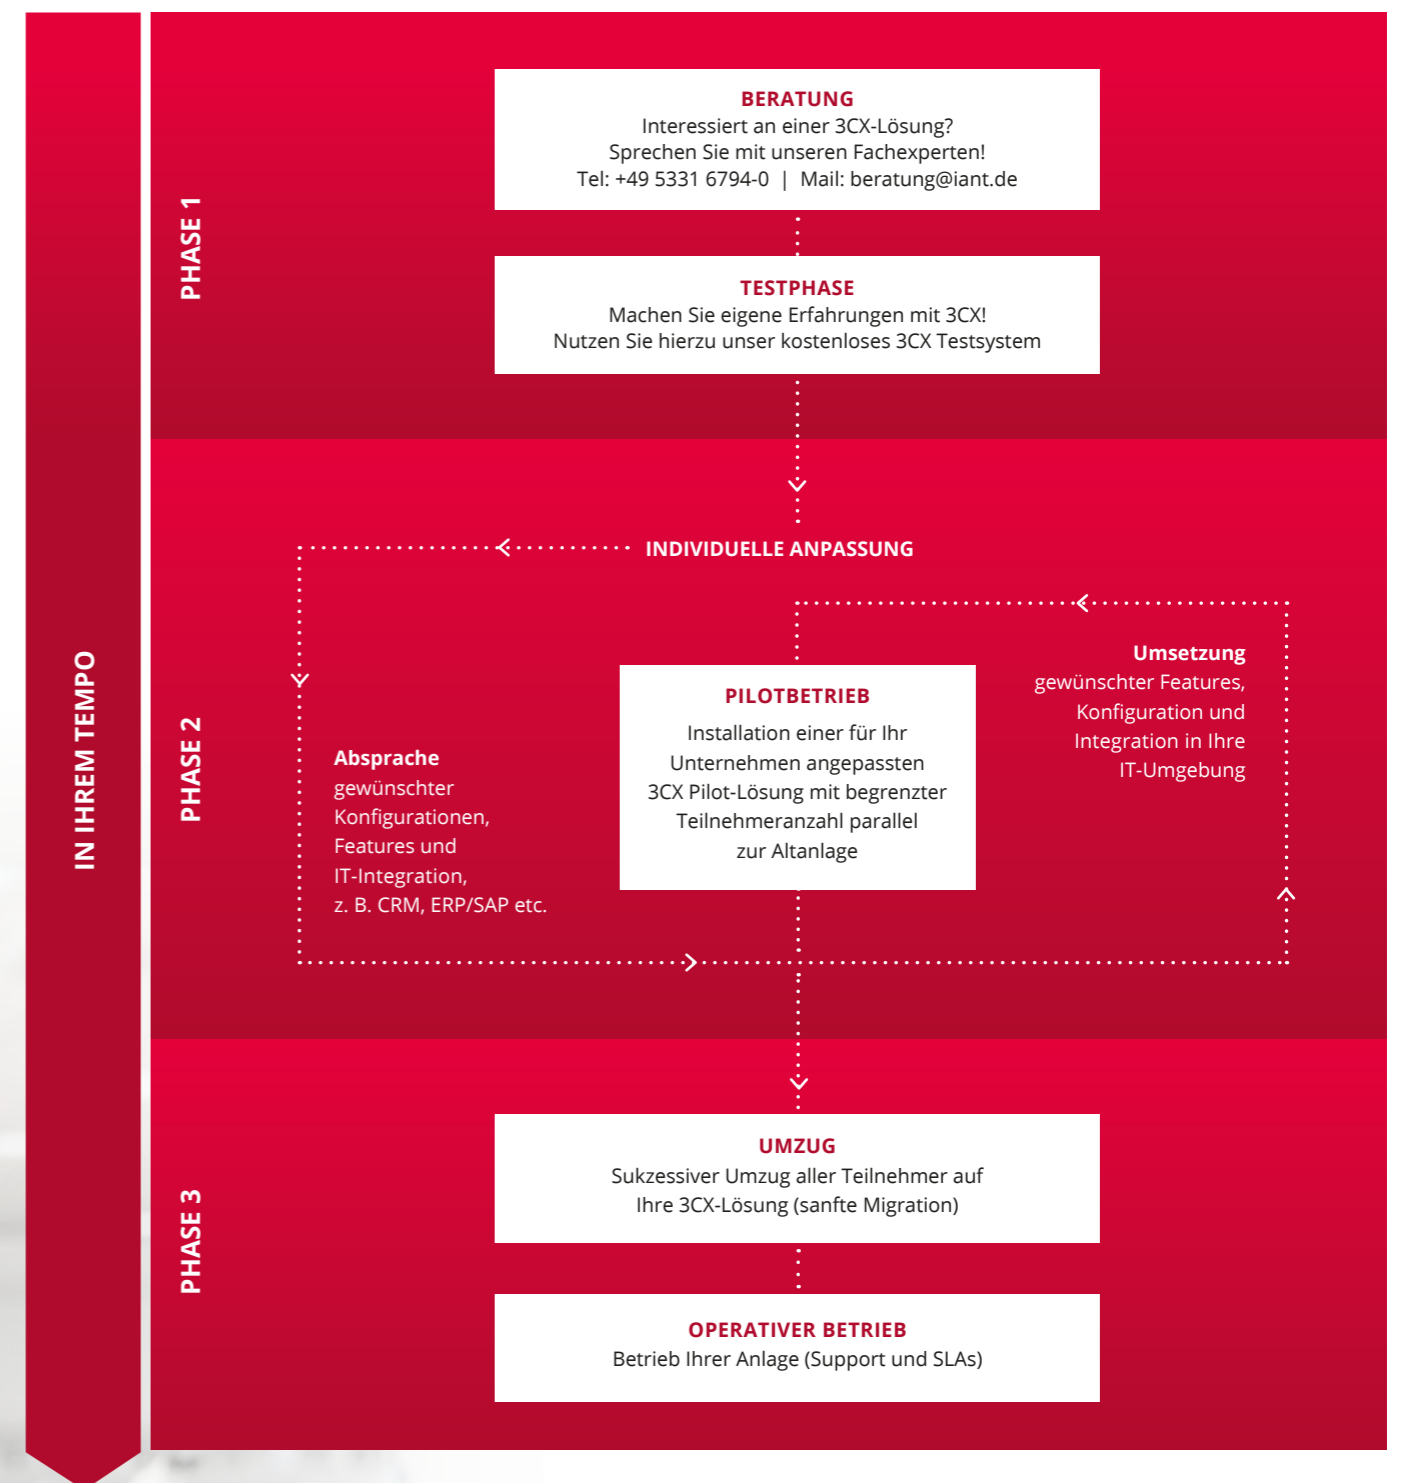 IN IHREM TEMPO
PHASE 1
BERATUNG
Interessiert an einer 3CX-Lösung?
Sprechen Sie mit unseren Fachexperten!
Tel: +49 5331 6794-0 | Mail: beratung@iant.de
TESTPHASE
Machen Sie eigene Erfahrungen mit 3CX!
Nutzen Sie hierzu unser kostenloses 3CX Testsystem
PHASE 2
INDIVIDUELLE ANPASSUNG
Absprache
gewünschter
Konfigurationen,
Features und
IT-Integration,
z. B. CRM, ERP/SAP etc.
PILOTBETRIEB
Installation einer für Ihr
Unternehmen angepassten
3CX Pilot-Lösung mit begrenzter
Teilnehmeranzahl parallel
zur Altanlage
Umsetzung
gewünschter Features,
Konfiguration und
Integration in Ihre
IT-Umgebung
PHASE 3
UMZUG
Sukzessiver Umzug aller Teilnehmer auf
Ihre 3CX-Lösung (sanfte Migration)
OPERATIVER BETRIEB
Betrieb Ihrer Anlage (Support und SLAs)